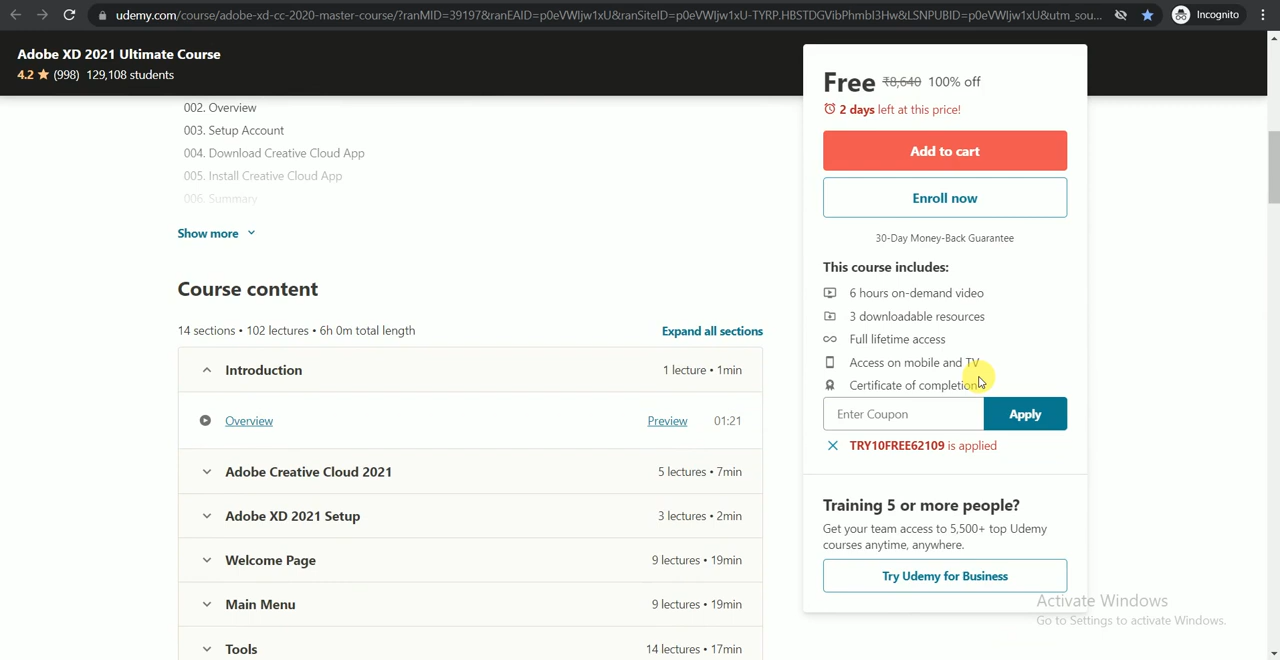 udemy.com/course/adobe-xd-cc-2020-master-course/?ranMID=39197&ranEAID=p0eVWIjw1xU&ranSiteID=p0eVWIjw1xU-TYRP.HBSTDGVibPhmbI3Hw&LSNPUBID=p0eVWIjw1xU&utm_sou...
Incognito
Adobe XD 2021 Ultimate Course
4.2 ★ (998) 129,108 students
002. Overview
003. Setup Account
004. Download Creative Cloud App
005. Install Creative Cloud App
006. Summary
Show more
Course content
14 sections • 102 lectures • 6h 0m total length
Expand all sections
Introduction
1 lecture • 1min
Overview
Preview
01:21
Adobe Creative Cloud 2021
5 lectures • 7min
Adobe XD 2021 Setup
3 lectures • 2min
Welcome Page
9 lectures • 19min
Main Menu
9 lectures • 19min
Tools
14 lectures • 17min
Free ₹8,640 100% off
2 days left at this price!
Add to cart
Enroll now
30-Day Money-Back Guarantee
This course includes:
6 hours on-demand video
3 downloadable resources
Full lifetime access
Access on mobile and TV
Certificate of completion
Enter Coupon
Apply
TRY10FREE62109 is applied
Training 5 or more people?
Get your team access to 5,500+ top Udemy
courses anytime, anywhere.
Try Udemy for Business
Activate Windows
Go to Settings to activate Windows.